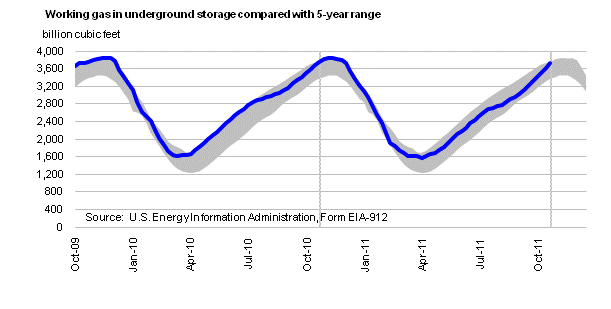 Working gas in underground storage compared with 5-year range
billion cubic feet
4,000
3,600
3,200
2,800
2,400
2,000
1,600
1,200
800
400
0
Source: U.S. Energy Information Administration, Form EIA-912
Oct-09
Jan-10
Apr-10
Jul-10
Oct-10
Jan-11
Apr-11
Jul-11
Oct-11